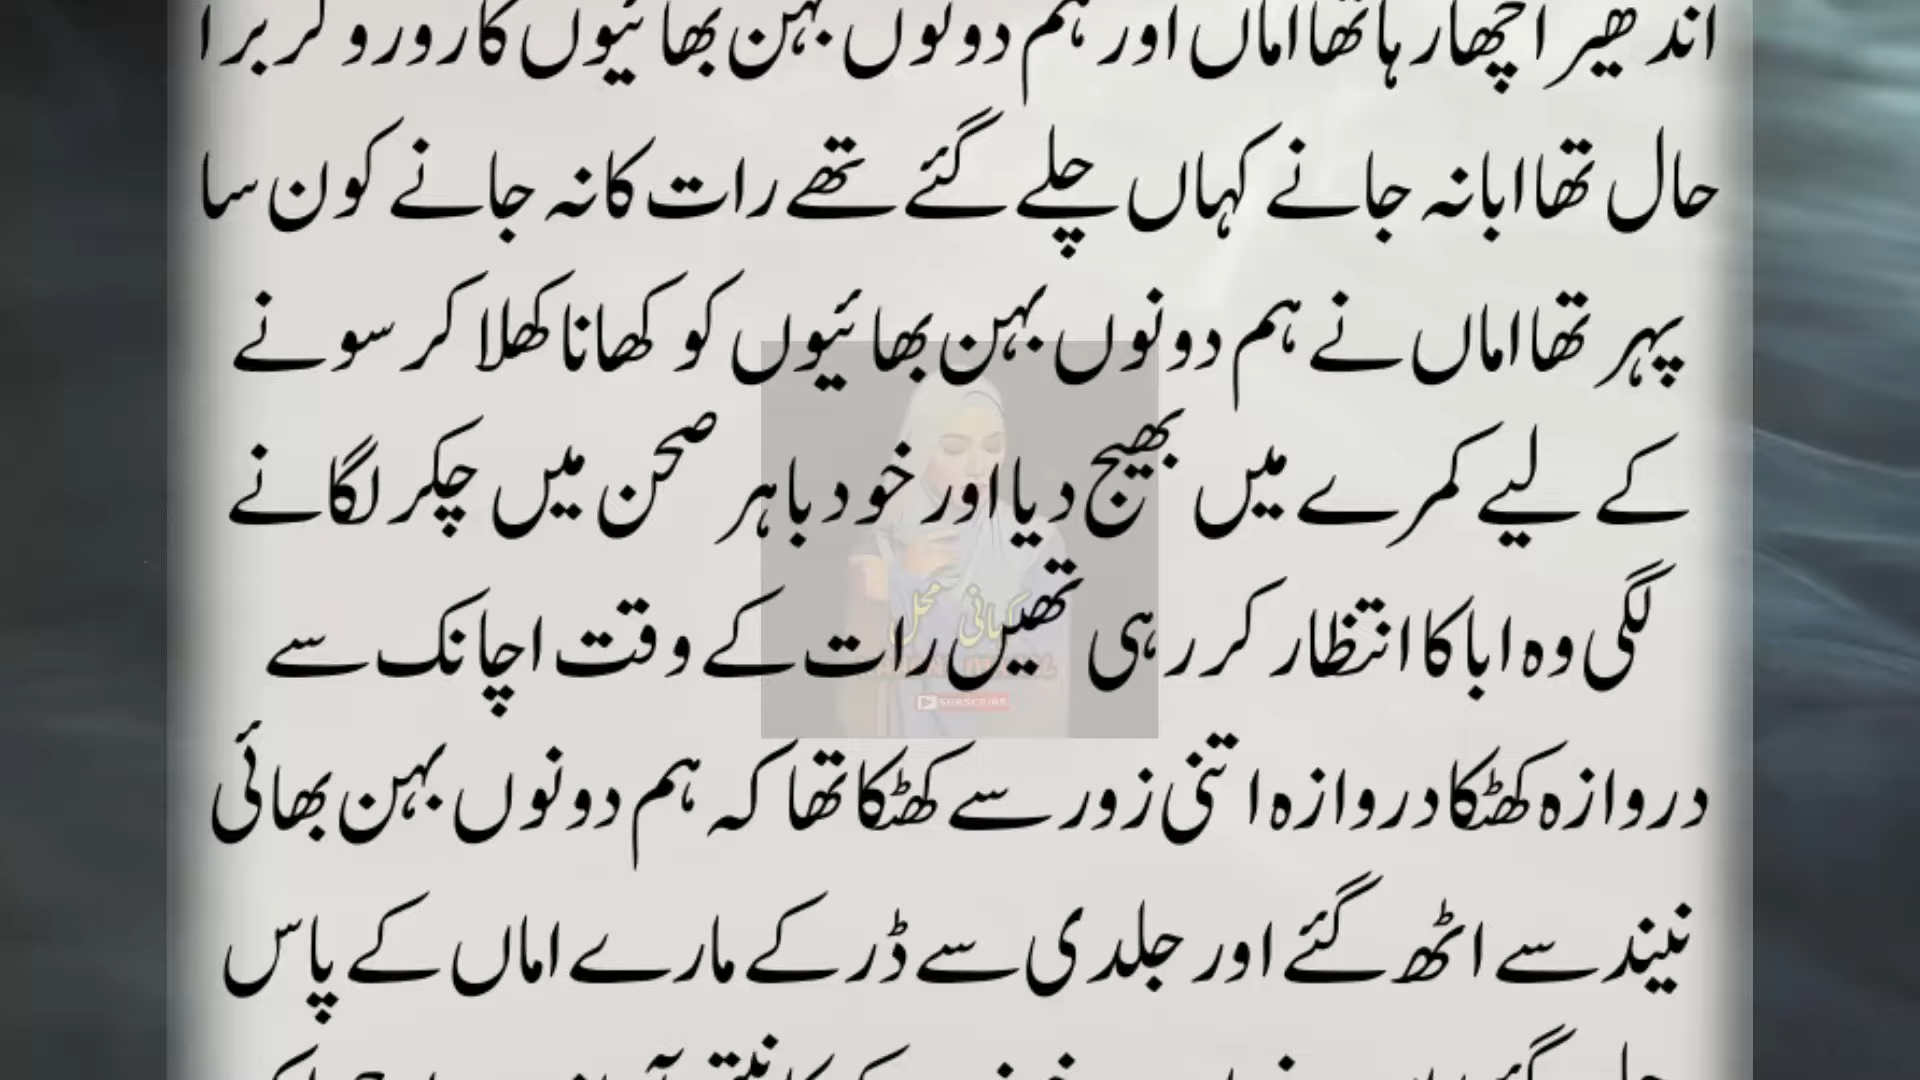 اندھیرا چھا رہا تھا اماں اور ہم دونوں بہن بھائیوں کا رو رو کر برا
حال تھا ابا نہ جانے کہاں چلے گئے تھے رات کا نہ جانے کون سا
پہر تھا اماں نے ہم دونوں بہن بھائیوں کو کھانا کھلا کر سونے
کے لیے کمرے میں بھیج دیا اور خود باہر صحن میں چکر لگانے
لگی وہ ابا کا انتظار کر رہی تھیں رات کے وقت اچانک سے
دروازہ کھٹکا دروازہ اتنی زور سے کھٹکا تھا کہ ہم دونوں بہن بھائی
نیند سے اٹھ گئے اور جلدی سے ڈر کے مارے اماں کے پاس
کہانی محل
SUBSCRIBE